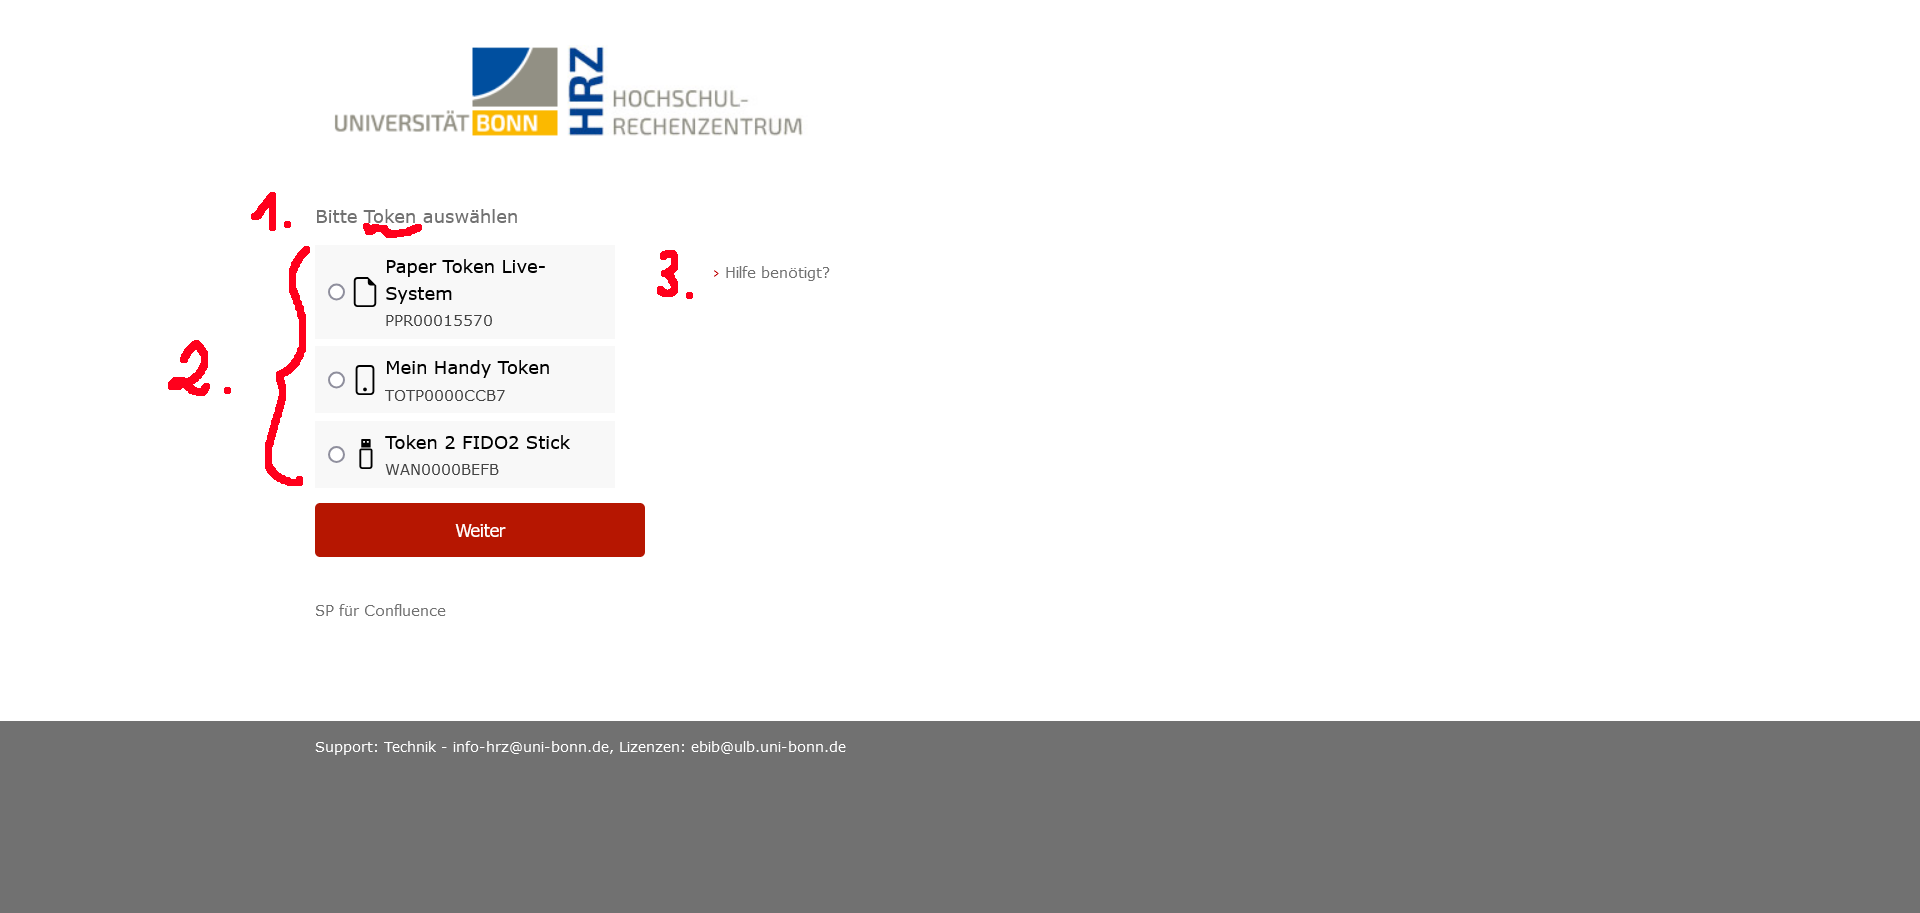 UNIVERSITÄT BONN
HRZ
HOCHSCHUL-
RECHENZENTRUM
1. Bitte Token auswählen
2.
Paper Token Live-
System
PPR00015570
Mein Handy Token
TOTP0000CCB7
Token 2 FIDO2 Stick
WAN0000BEFB
3. › Hilfe benötigt?
Weiter
SP für Confluence
Support: Technik - info-hrz@uni-bonn.de, Lizenzen: ebib@ulb.uni-bonn.de